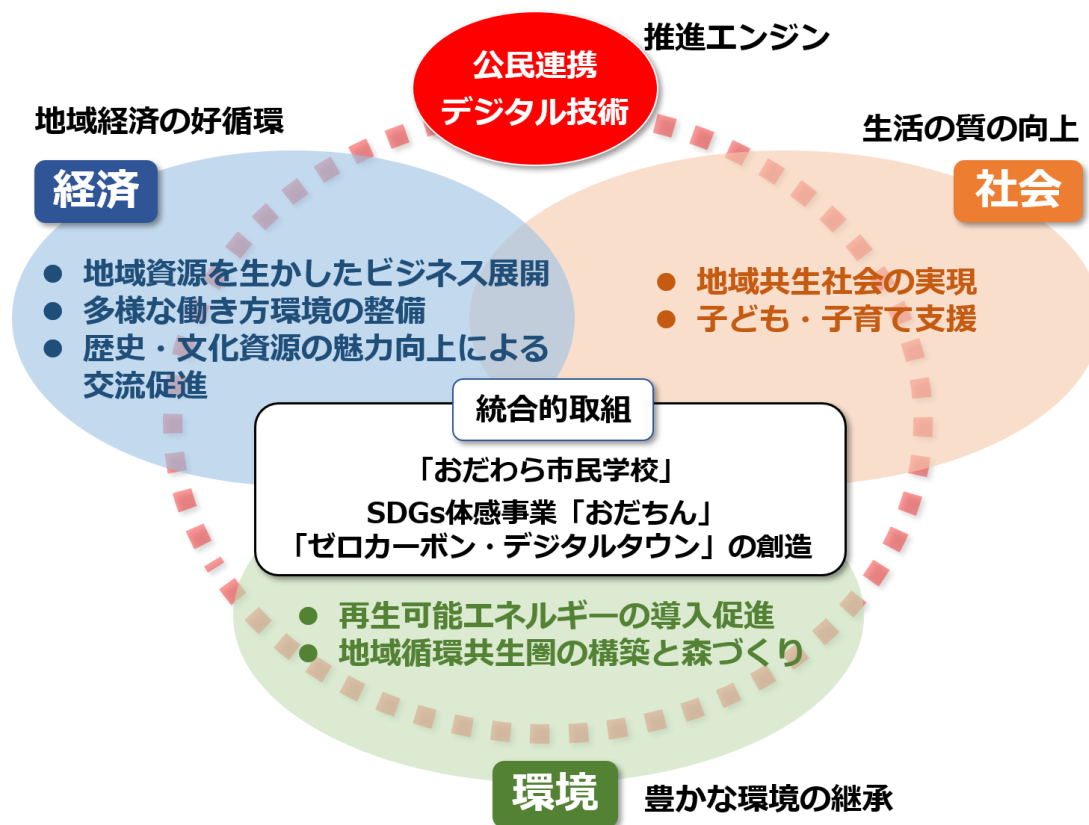 推進エンジン
公民連携
デジタル技術
地域経済の好循環
生活の質の向上
経済
社会
● 地域資源を生かしたビジネス展開
● 多様な働き方環境の整備
● 歴史・文化資源の魅力向上による
交流促進
● 地域共生社会の実現
● 子ども・子育て支援
統合的取組
「おだわら市民学校」
SDGs体感事業「おだちん」
「ゼロカーボン・デジタルタウン」の創造
● 再生可能エネルギーの導入促進
● 地域循環共生圏の構築と森づくり
環境
豊かな環境の継承